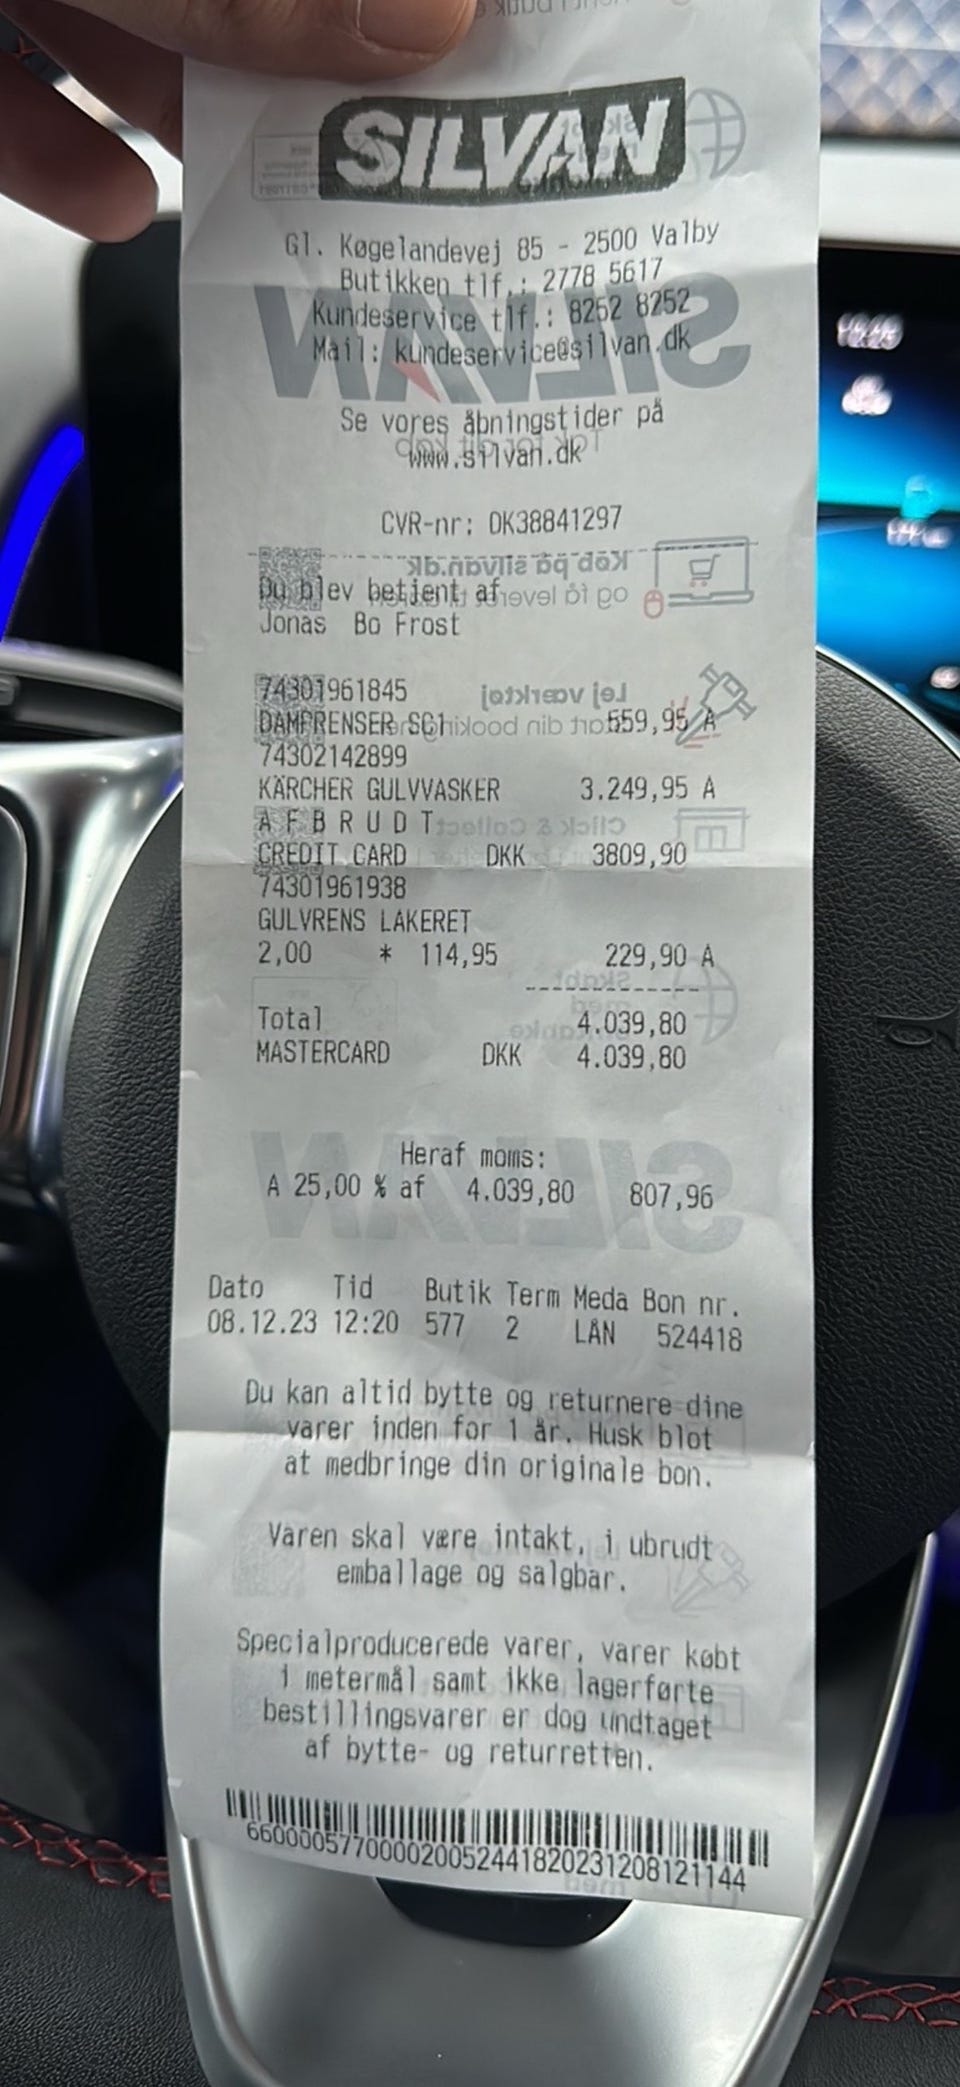 SILVAN
Gl. Køgelandevej 85 - 2500 Valby
Butikken tlf.: 2778 5617
Kundeservice tlf.: 8252 8252
Mail: kundeservice@silvan.dk
Se vores åbningstider på
www.silvan.dk
CVR-nr: DK38841297
Du blev betjent af
Jonas Bo Frost
74301961845
DAMPRENSER SC1 559,95 A
74302142899
KÄRCHER GULVVASKER 3.249,95 A
A F B R U D T
CREDIT CARD DKK 3809,90
74301961938
GULVRENS LAKERET
2,00 * 114,95 229,90 A
Total 4.039,80
MASTERCARD DKK 4.039,80
Heraf moms:
A 25,00 % af 4.039,80 807,96
Dato Tid Butik Term Meda Bon nr.
08.12.23 12:20 577 2 LÅN 524418
Du kan altid bytte og returnere dine
varer inden for 1 år. Husk blot
at medbringe din originale bon.
Varen skal være intakt, i ubrudt
emballage og salgbar.
Specialproducerede varer, varer købt
i metermål samt ikke lagerførte
bestillingsvarer er dog undtaget
af bytte- og returretten.
660000577000020052441820231208121144